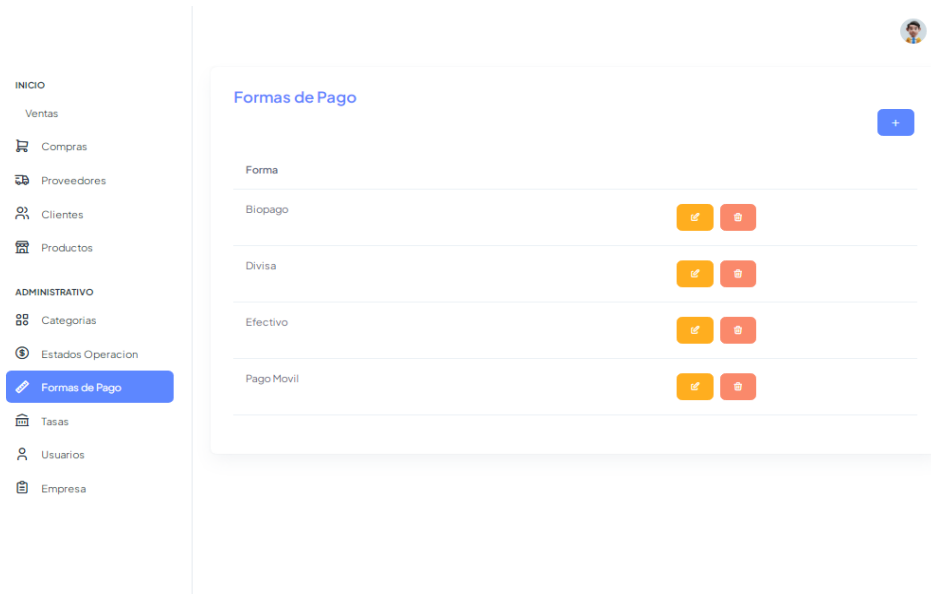 INICIO
Ventas
Compras
Proveedores
Clientes
Productos
ADMINISTRATIVO
Categorias
Estados Operacion
Formas de Pago
Tasas
Usuarios
Empresa
Formas de Pago
+
Forma
Biopago
Divisa
Efectivo
Pago Movil